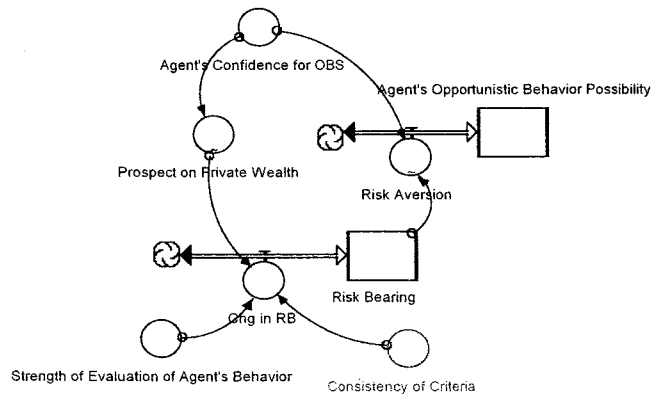 Agent's Confidence for OBS
Agent's Opportunistic Behavior Possibility
Prospect on Private Wealth
Risk Aversion
Risk Bearing
Chg in RB
Strength of Evaluation of Agent's Behavior
Consistency of Criteria